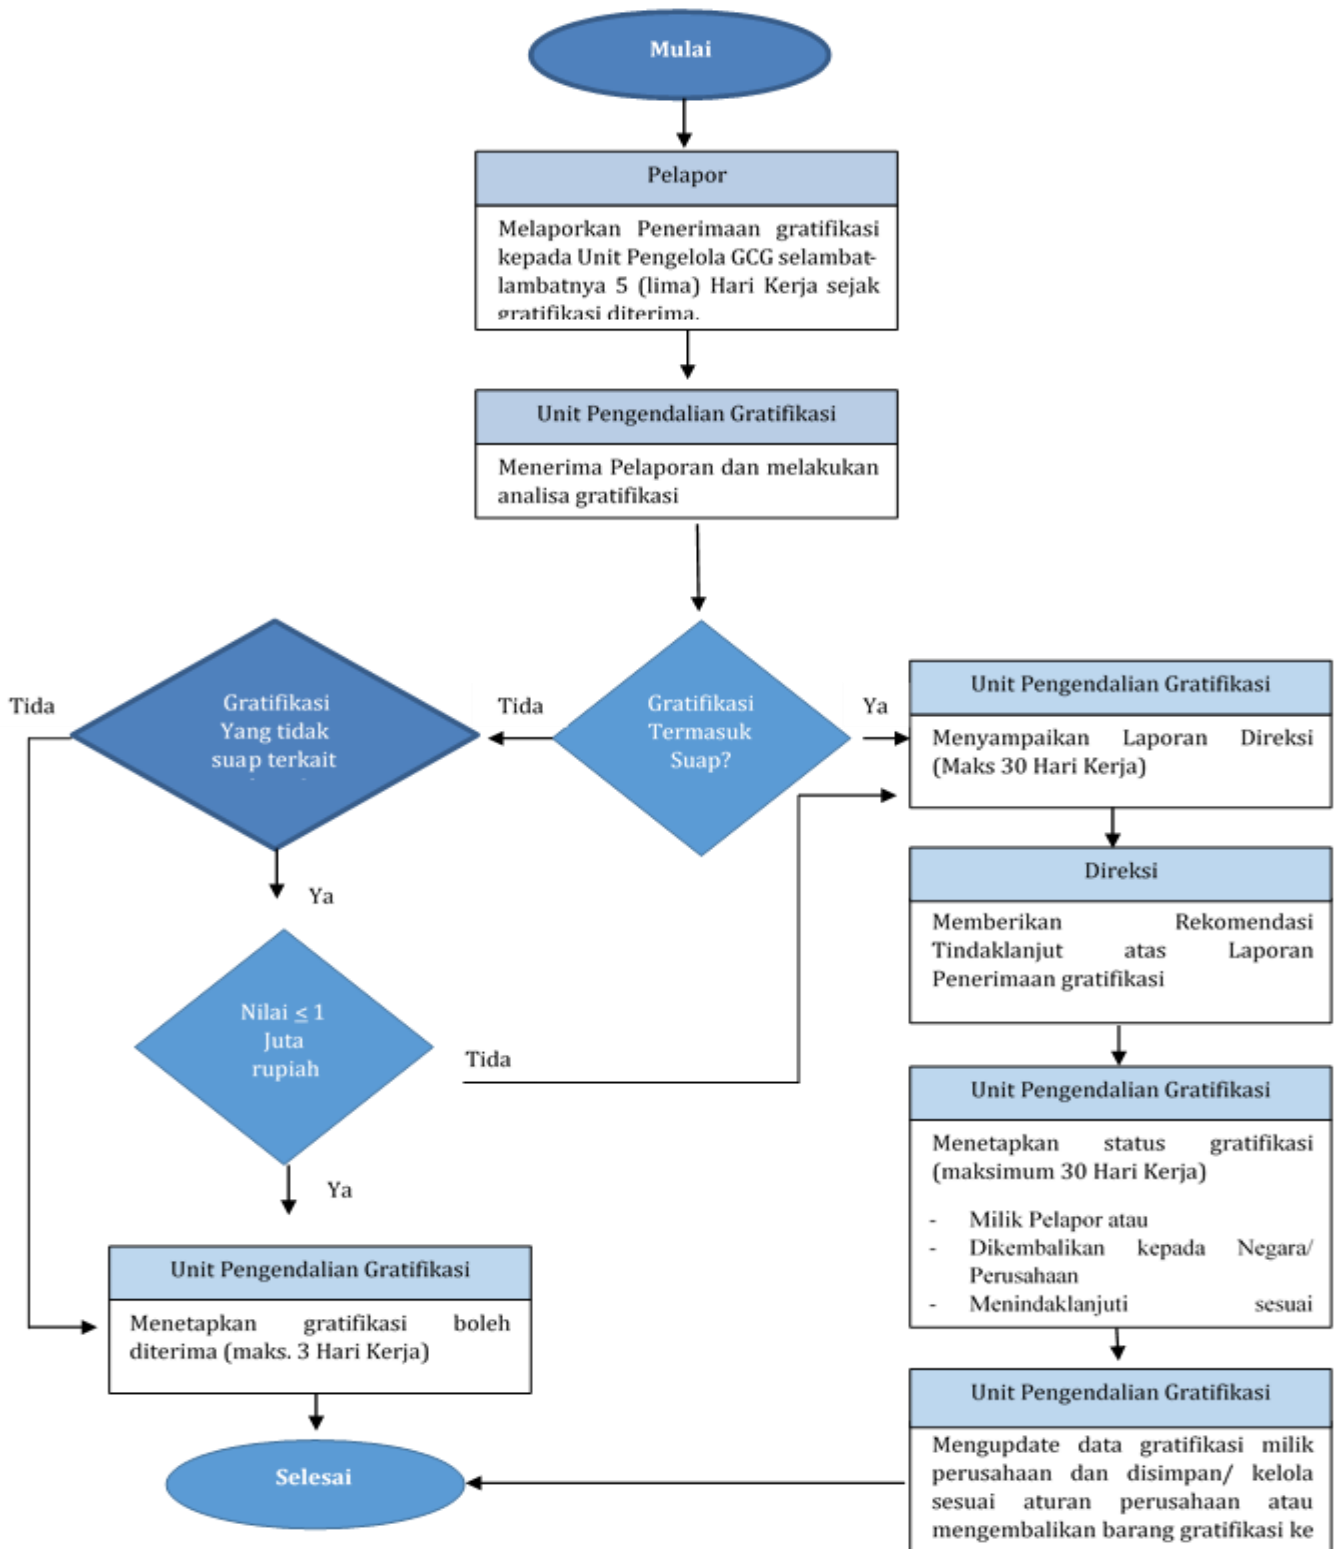 Mulai
Pelapor
Melaporkan Penerimaan gratifikasi
kepada Unit Pengelola GCG selambat-
lambatnya 5 (lima) Hari Kerja sejak
gratifikasi diterima.
Unit Pengendalian Gratifikasi
Menerima Pelaporan dan melakukan
analisa gratifikasi
Tida
Gratifikasi
Yang tidak
suap terkait
Tida
Gratifikasi
Termasuk
Suap?
Ya
Unit Pengendalian Gratifikasi
Menyampaikan Laporan Direksi
(Maks 30 Hari Kerja)
Direksi
Memberikan Rekomendasi
Tindaklanjut atas Laporan
Penerimaan gratifikasi
Ya
Nilai ≤ 1
Juta
rupiah
Tida
Unit Pengendalian Gratifikasi
Menetapkan status gratifikasi
(maksimum 30 Hari Kerja)
- Milik Pelapor atau
- Dikembalikan kepada Negara/
Perusahaan
- Menindaklanjuti sesuai
Ya
Unit Pengendalian Gratifikasi
Menetapkan gratifikasi boleh
diterima (maks. 3 Hari Kerja)
Unit Pengendalian Gratifikasi
Mengupdate data gratifikasi milik
perusahaan dan disimpan/ kelola
sesuai aturan perusahaan atau
mengembalikan barang gratifikasi ke
Selesai